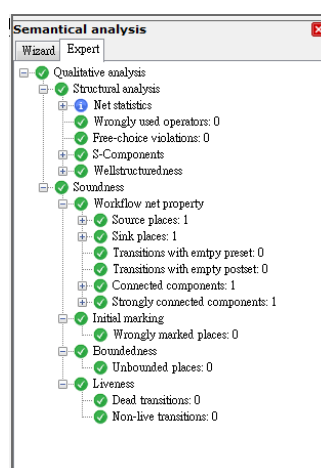 Semantical analysis
Wizard Expert
Qualitative analysis
Structural analysis
Net statistics
Wrongly used operators: 0
Free-choice violations: 0
S-Components
Wellstructuredness
Soundness
Workflow net property
Source places: 1
Sink places: 1
Transitions with emtpy preset: 0
Transitions with empty postset: 0
Connected components: 1
Strongly connected components: 1
Initial marking
Wrongly marked places: 0
Boundedness
Unbounded places: 0
Liveness
Dead transitions: 0
Non-live transitions: 0